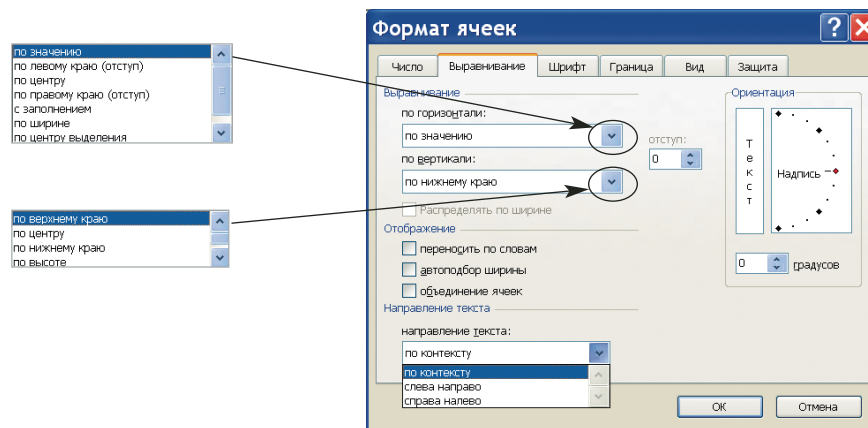 Формат ячеек
Число Выравнивание Шрифт Граница Вид Защита
по значению
по левому краю (отступ)
по центру
по правому краю (отступ)
с заполнением
по ширине
по центру выделения
Выравнивание
по горизонтали:
по значению
отступ:
по вертикали:
0
по нижнему краю
Распределять по ширине
Ориентация
Текст
Надпись
0 градусов
по верхнему краю
по центру
по нижнему краю
по высоте
Отображение
переносить по словам
автоподбор ширины
объединение ячеек
Направление текста
направление текста:
по контексту
по контексту
слева направо
справа налево
ОК Отмена